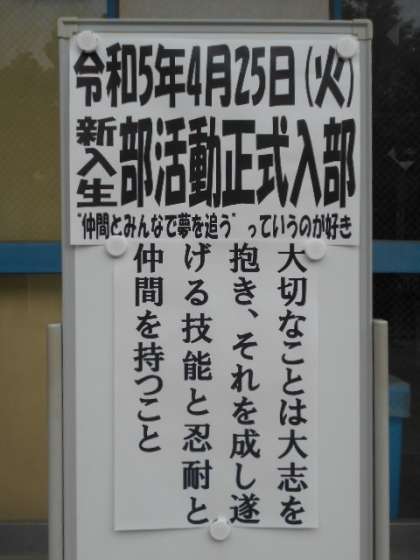 令和5年4月25日(火)
新入生部活動正式入部
"仲間とみんなで夢を追う"っていうのが好き
大切なことは大志を
抱き、それを成し遂
げる技能と忍耐と
仲間を持つこと